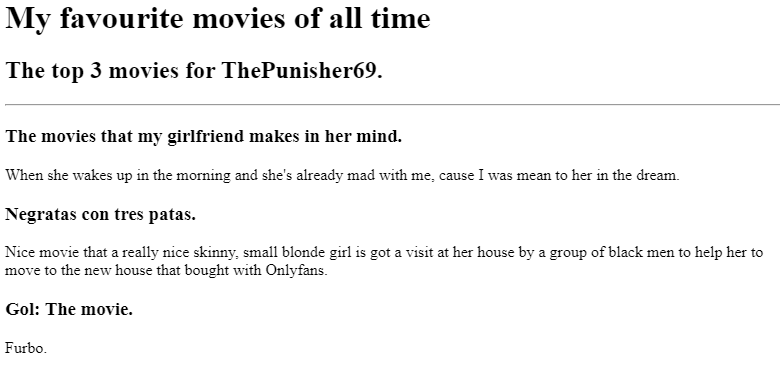 My favourite movies of all time
The top 3 movies for ThePunisher69.
The movies that my girlfriend makes in her mind.
When she wakes up in the morning and she's already mad with me, cause I was mean to her in the dream.
Negratas con tres patas.
Nice movie that a really nice skinny, small blonde girl is got a visit at her house by a group of black men to help her to
move to the new house that bought with Onlyfans.
Gol: The movie.
Furbo.